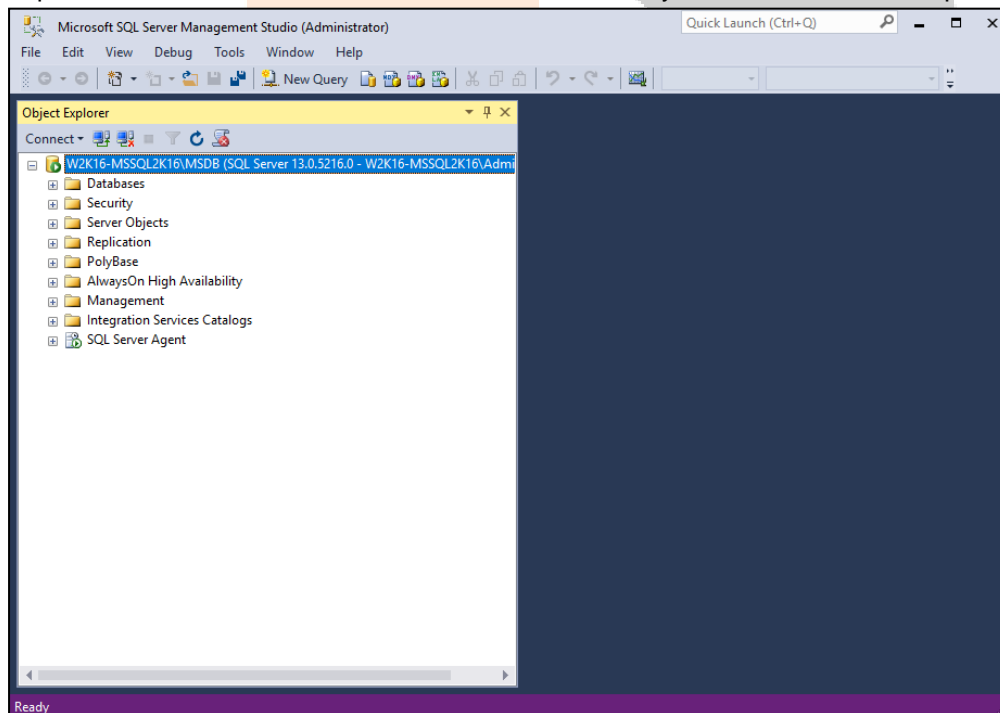 Microsoft SQL Server Management Studio (Administrator)
Quick Launch (Ctrl+Q)
File Edit View Debug Tools Window Help
New Query
Object Explorer
Connect
W2K16-MSSQL2K16\MSDB (SQL Server 13.0.5216.0 - W2K16-MSSQL2K16\Admi
Databases
Security
Server Objects
Replication
PolyBase
AlwaysOn High Availability
Management
Integration Services Catalogs
SQL Server Agent
Ready